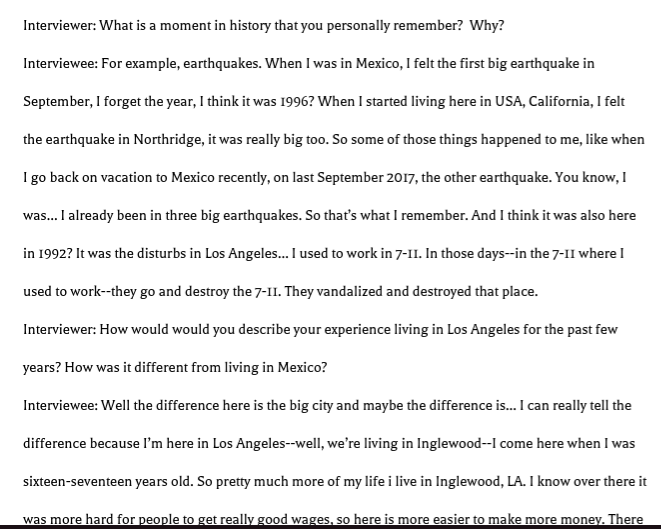 Interviewer: What is a moment in history that you personally remember?  Why?
Interviewee: For example, earthquakes. When I was in Mexico, I felt the first big earthquake in
September, I forget the year, I think it was 1996? When I started living here in USA, California, I felt
the earthquake in Northridge, it was really big too. So some of those things happened to me, like when
I go back on vacation to Mexico recently, on last September 2017, the other earthquake. You know, I
was... I already been in three big earthquakes. So that's what I remember. And I think it was also here
in 1992? It was the disturbs in Los Angeles... I used to work in 7-11. In those days--in the 7-11 where I
used to work--they go and destroy the 7-11. They vandalized and destroyed that place.
Interviewer: How would would you describe your experience living in Los Angeles for the past few
years? How was it different from living in Mexico?
Interviewee: Well the difference here is the big city and maybe the difference is... I can really tell the
difference because I'm here in Los Angeles--well, we're living in Inglewood--I come here when I was
sixteen-seventeen years old. So pretty much more of my life i live in Inglewood, LA. I know over there it
was more hard for people to get really good wages, so here is more easier to make more money. There